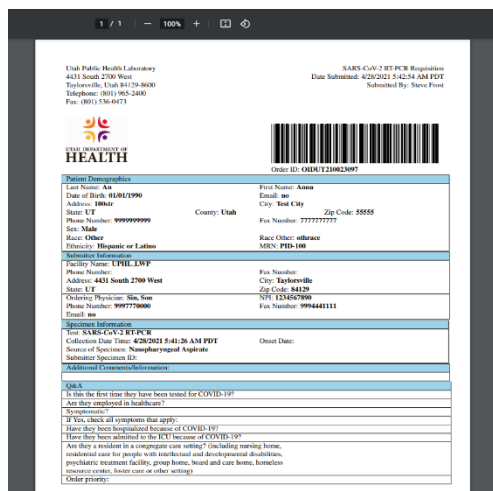 1 / 1 — 100% +
Utah Public Health Laboratory
4431 South 2700 West
Taylorsville, Utah 84129-8600
Telephone: (801) 965-2400
Fax: (801) 536-0473
SARS-CoV-2 RT-PCR Requisition
Date Submitted: 4/28/2021 5:42:54 AM PDT
Submitted By: Steve Frost
UTAH DEPARTMENT OF
HEALTH
Order ID: OIDUT210023097
Patient Demographics
Last Name: An First Name: Anna
Date of Birth: 01/01/1990 Email: no
Address: 100str City: Test City
State: UT County: Utah Zip Code: 55555
Phone Number: 9999999999 Fax Number: 7777777777
Sex: Male
Race: Other Race Other: othrace
Ethnicity: Hispanic or Latino MRN: PID-100
Submitter Information
Facility Name: UPHL.LWP
Phone Number: Fax Number:
Address: 4431 South 2700 West City: Taylorsville
State: UT Zip Code: 84129
Ordering Physician: Sin, Son NPI: 1234567890
Phone Number: 9997770000 Fax Number: 9994441111
Email: no
Specimen Information
Test: SARS-CoV-2 RT-PCR
Collection Date Time: 4/28/2021 5:41:26 AM PDT Onset Date:
Source of Specimen: Nasopharyngeal Aspirate
Submitter Specimen ID:
Additional Comments/Information:
Q&A
Is this the first time they have been tested for COVID-19?
Are they employed in healthcare?
Symptomatic?
If Yes, check all symptoms that apply:
Have they been hospitalized because of COVID-19?
Have they been admitted to the ICU because of COVID-19?
Are they a resident in a congregate care setting? (including nursing home,
residential care for people with intellectual and developmental disabilities,
psychiatric treatment facility, group home, board and care home, homeless
resource center, foster care or other setting)
Order priority: